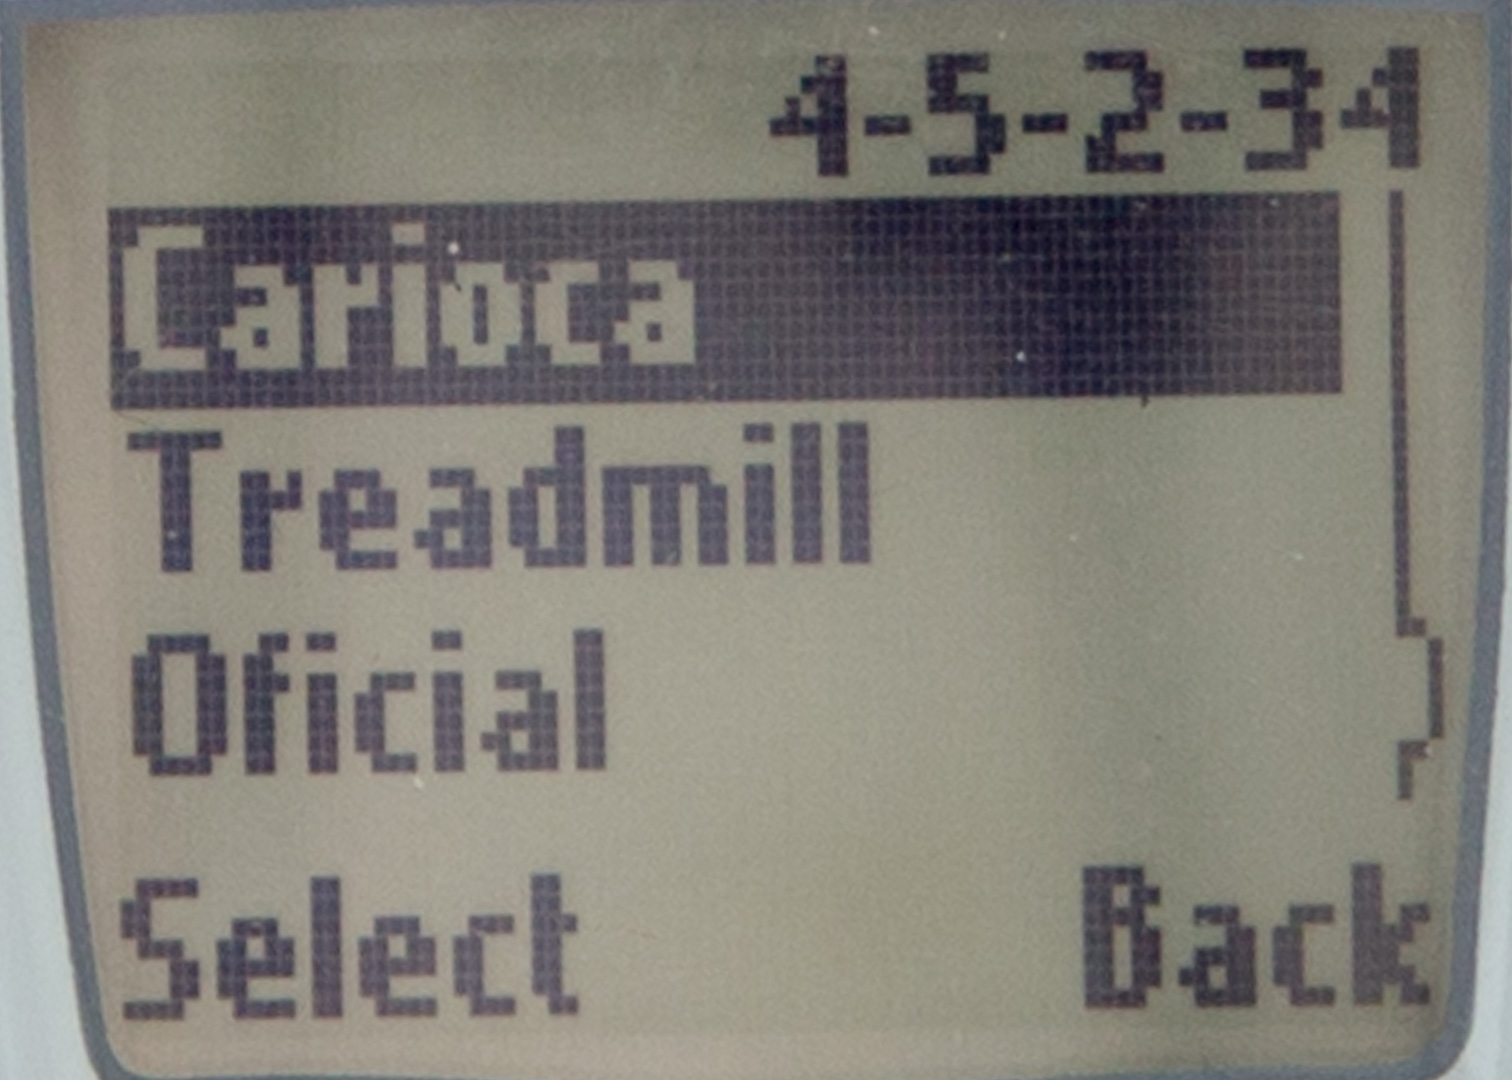 4-5-2-34
Carioca
Treadmill
Oficial
Select Back